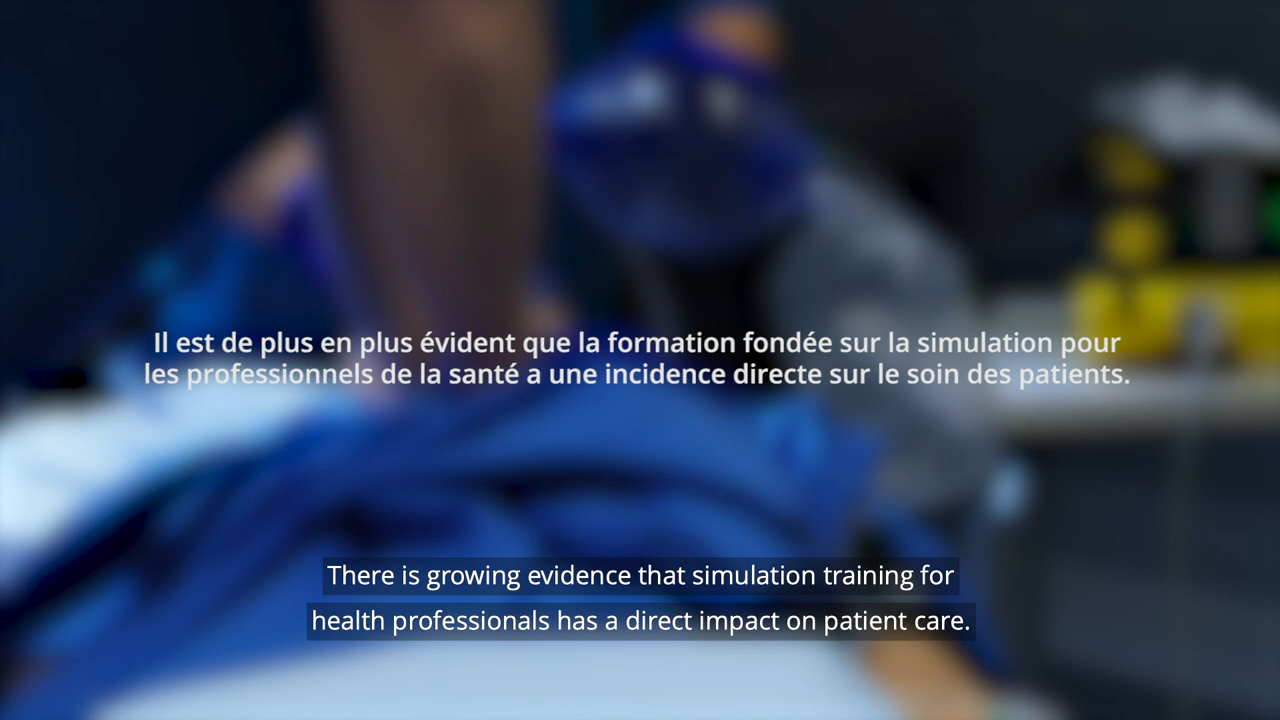 Il est de plus en plus évident que la formation fondée sur la simulation pour
les professionnels de la santé a une incidence directe sur le soin des patients.
There is growing evidence that simulation training for
health professionals has a direct impact on patient care.